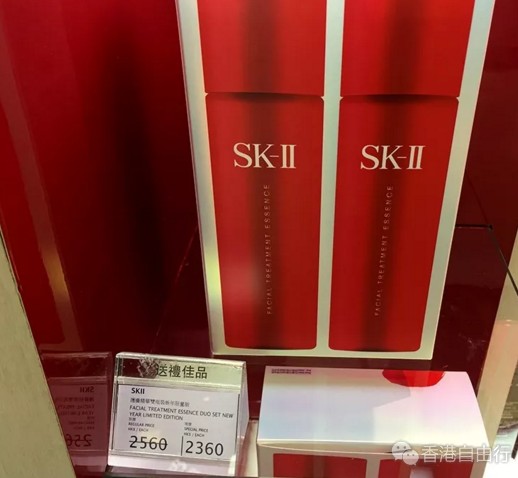 SK-II
SK-II
FACIAL TREATMENT ESSENCE
FACIAL TREATMENT ESSENCE
送禮佳品
SKII
FACIAL TREATMENT ESSENCE DUO SET NEW
YEAR LIMITED EDITION
REGULAR PRICE
SPECIAL PRICE
HK$ / EACH
HK$ / EACH
2560
2360
SKII
香港自由行